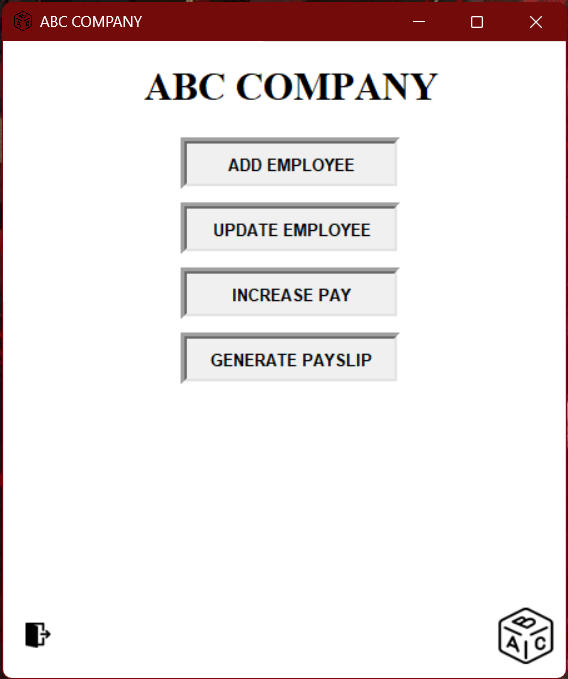 ABC COMPANY
ABC COMPANY
ADD EMPLOYEE
UPDATE EMPLOYEE
INCREASE PAY
GENERATE PAYSLIP
B
A C